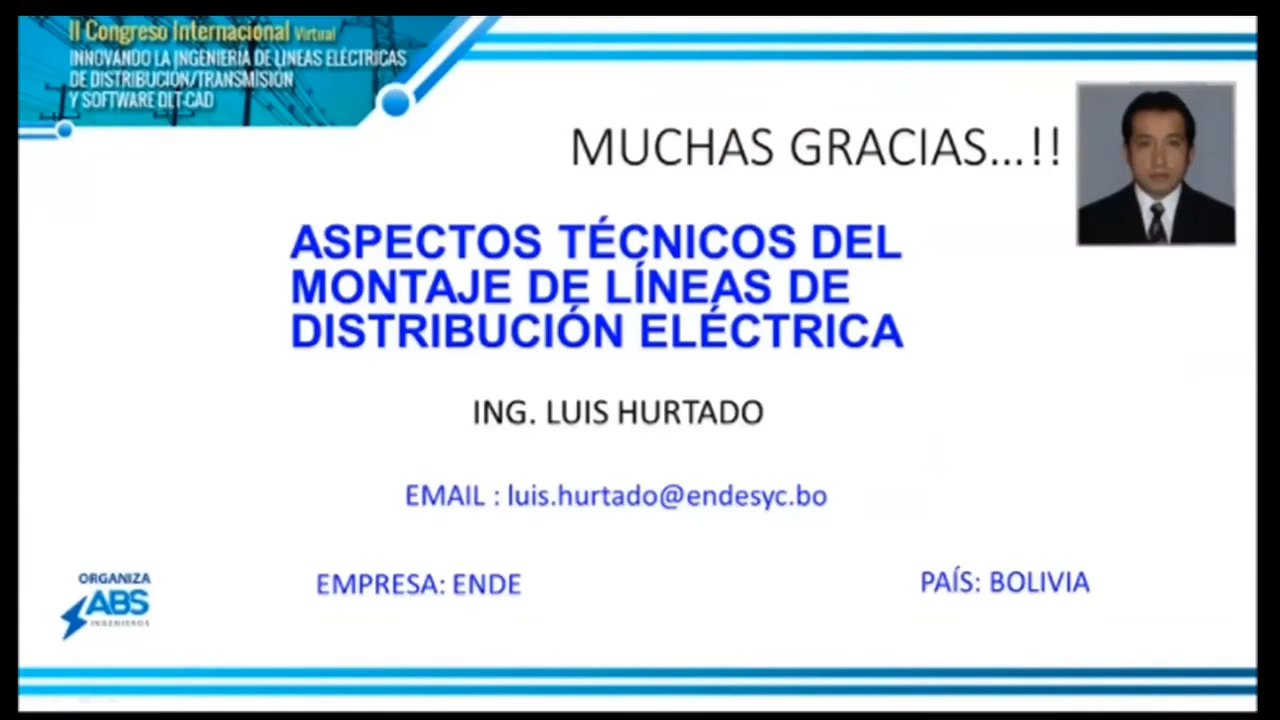 II Congreso Internacional Virtual
INNOVANDO LA INGENIERÍA DE LÍNEAS ELÉCTRICAS
DE DISTRIBUCIÓN/TRANSMISIÓN
Y SOFTWARE DLT-CAD
MUCHAS GRACIAS...!!
ASPECTOS TÉCNICOS DEL
MONTAJE DE LÍNEAS DE
DISTRIBUCIÓN ELÉCTRICA
ING. LUIS HURTADO
EMAIL : luis.hurtado@endesyc.bo
ORGANIZA
ABS
INGENIEROS
EMPRESA: ENDE
PAÍS: BOLIVIA